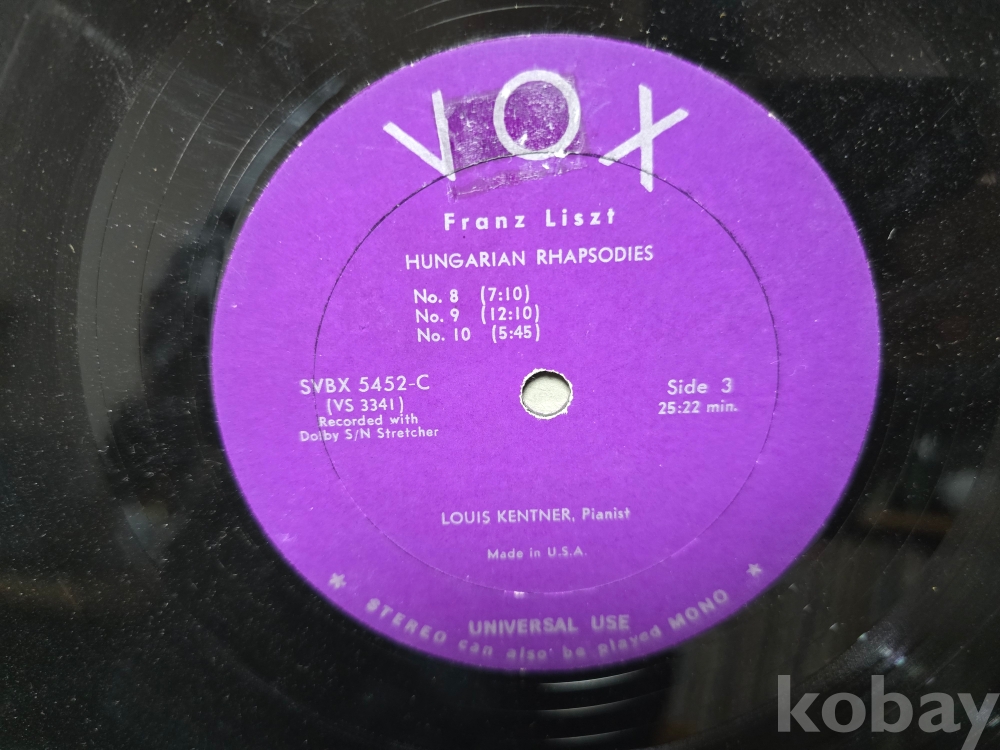 VOX
Franz Liszt
HUNGARIAN RHAPSODIES
No. 8 (7:10)
No. 9 (12:10)
No. 10 (5:45)
SVBX 5452-C
(VS 3341)
Recorded with
Dolby S/N Stretcher
Side 3
25:22 min.
LOUIS KENTNER, Pianist
Made in U.S.A.
UNIVERSAL USE
★ STEREO can also be played MONO ★
kobay